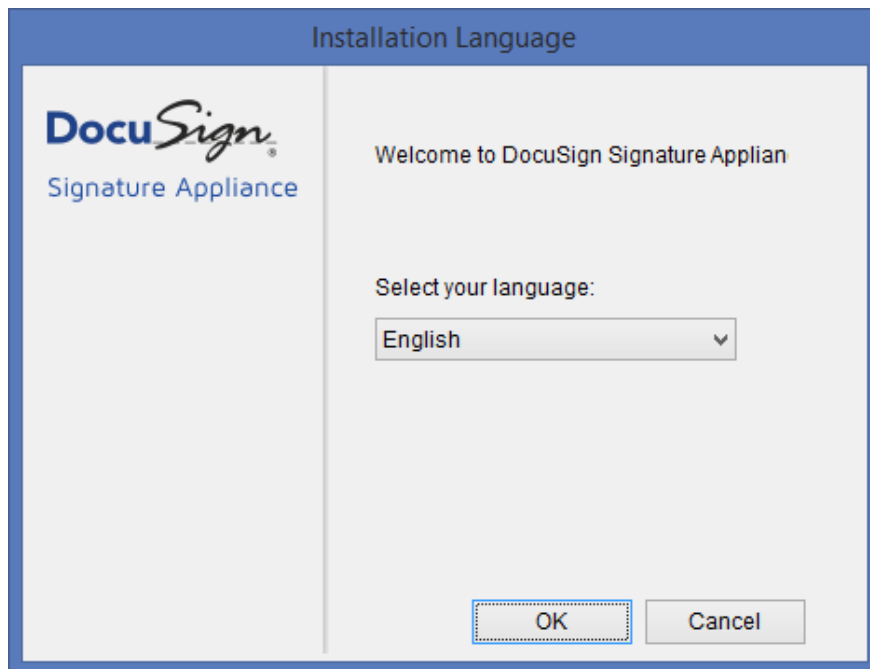 Installation Language
DocuSign®
Signature Appliance
Welcome to DocuSign Signature Applian
Select your language:
English
OK
Cancel